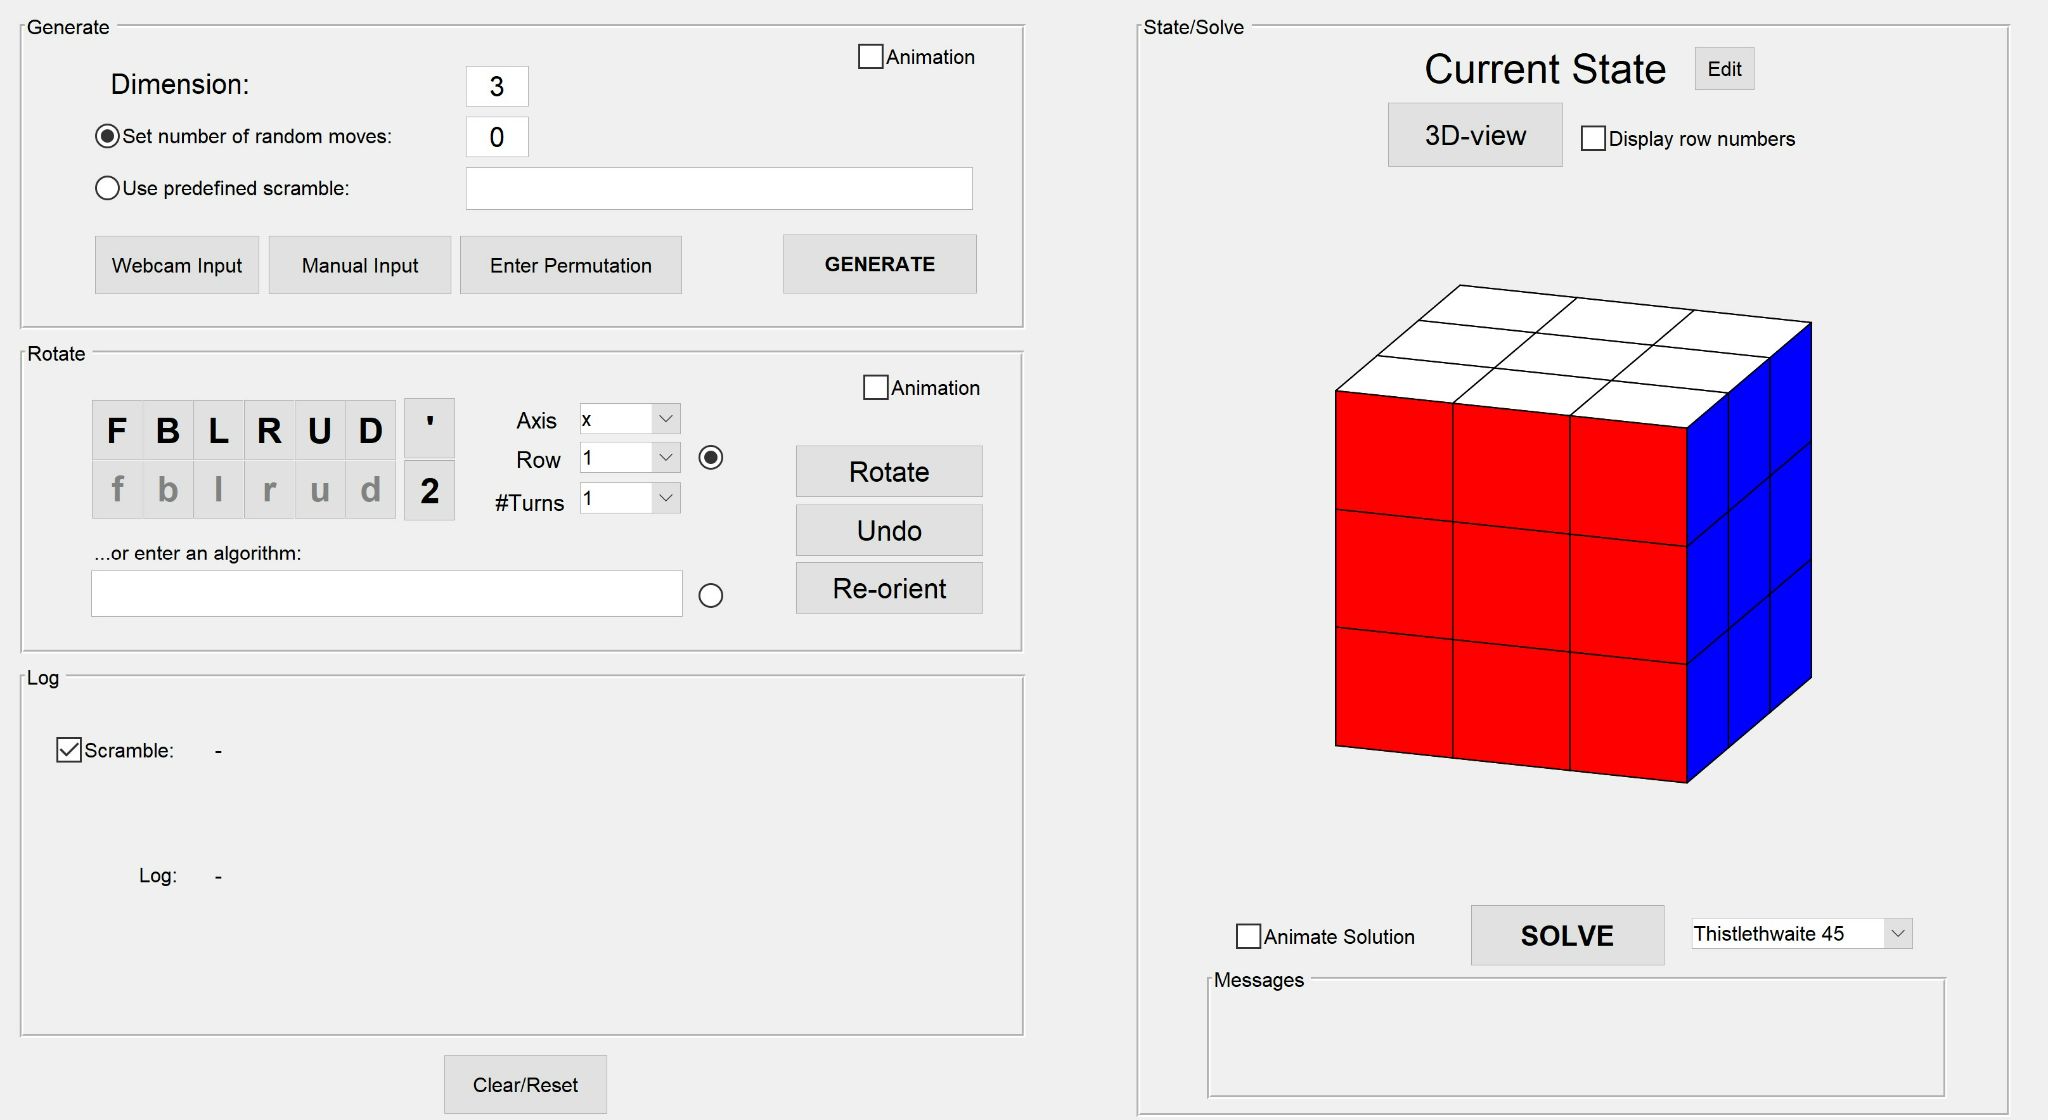 Generate
Animation
Dimension:
3
Set number of random moves:
0
Use predefined scramble:
Webcam Input
Manual Input
Enter Permutation
GENERATE
Rotate
Animation
F B L R U D '
f b l r u d 2
Axis
x
Row
1
#Turns
1
Rotate
Undo
Re-orient
...or enter an algorithm:
Log
Scramble: -
Log: -
Clear/Reset
State/Solve
Current State
Edit
3D-view
Display row numbers
Animate Solution
SOLVE
Thistlethwaite 45
Messages